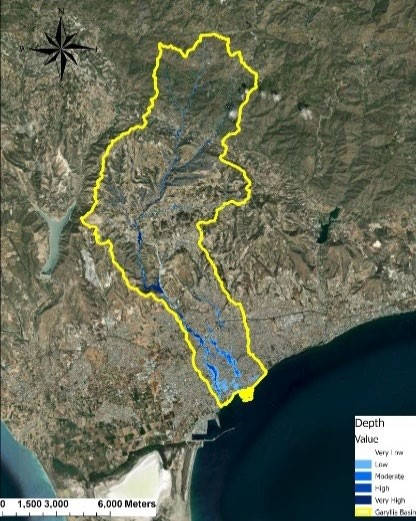 N
W
E
S
Depth
Value
Very Low
Low
Moderate
High
Very High
Garyllis Basin
0 1,500 3,000 6,000 Meters